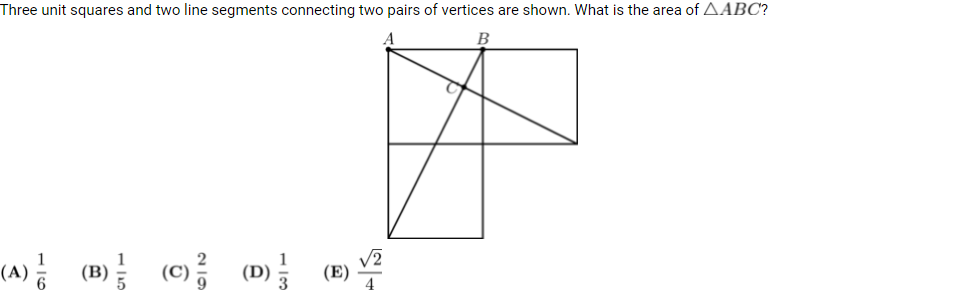 Three unit squares and two line segments connecting two pairs of vertices are shown. What is the area of △ABC?
A B
C
(A) 1/6 (B) 1/5 (C) 2/9 (D) 1/3 (E) √2/4